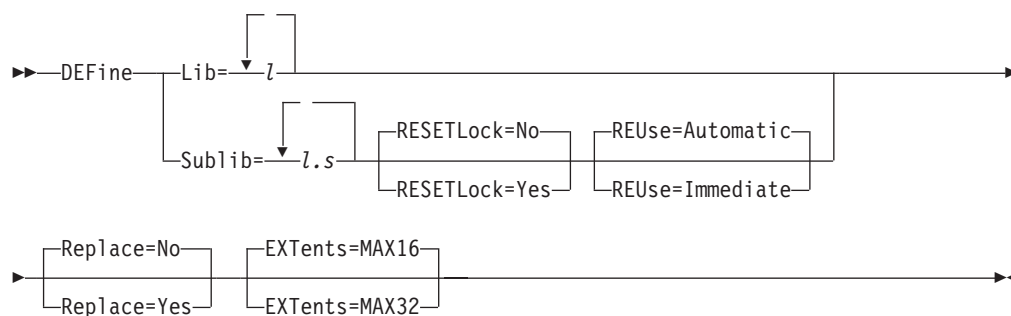 DEFine Lib= l
Sublib= l.s RESETLock=No REUse=Automatic
RESETLock=Yes REUse=Immediate
Replace=No EXTents=MAX16
Replace=Yes EXTents=MAX32